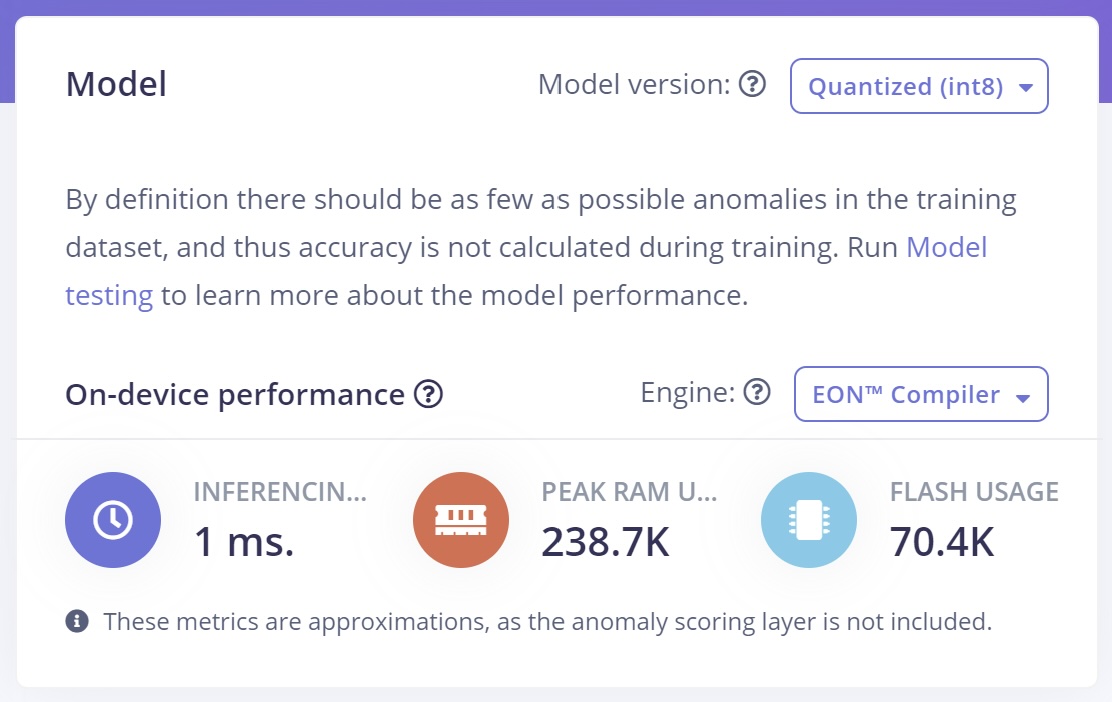 Model
Model version: ?
Quantized (int8)
By definition there should be as few as possible anomalies in the training
dataset, and thus accuracy is not calculated during training. Run Model
testing to learn more about the model performance.
On-device performance ?
Engine: ?
EON™ Compiler
INFERENCIN...
1 ms.
PEAK RAM U...
238.7K
FLASH USAGE
70.4K
These metrics are approximations, as the anomaly scoring layer is not included.